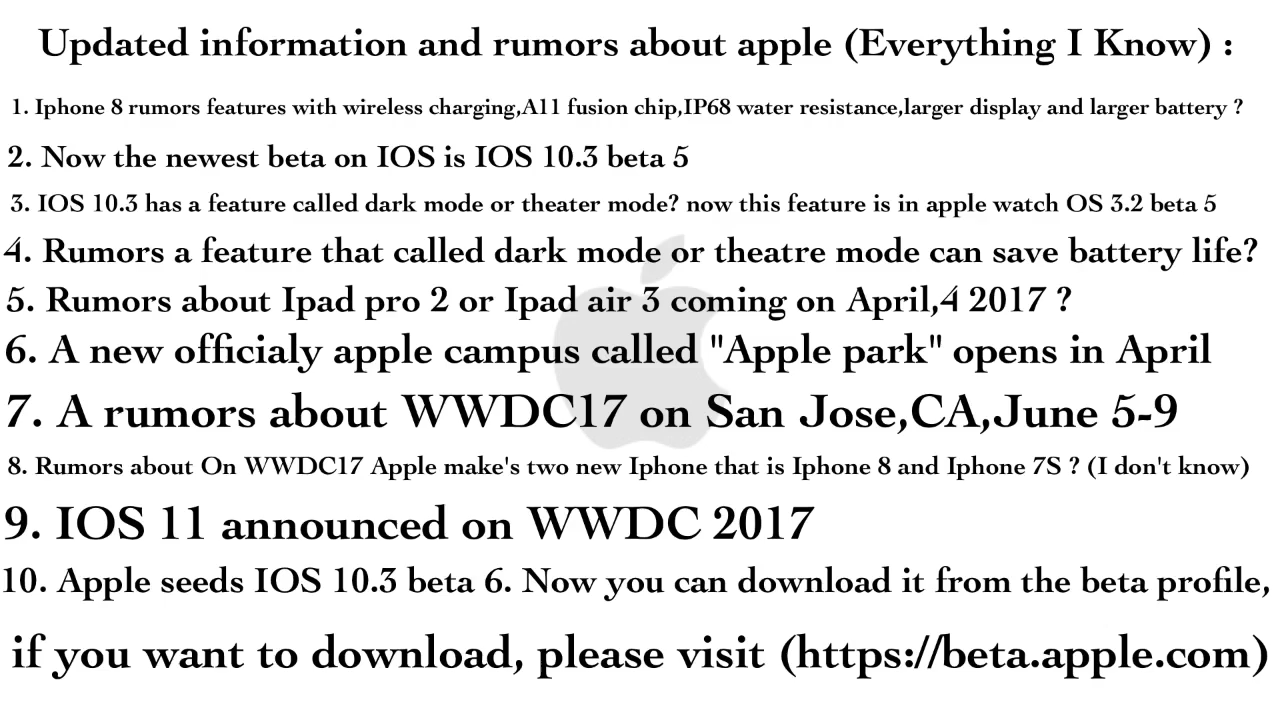 Updated information and rumors about apple (Everything I Know) :
1. Iphone 8 rumors features with wireless charging,A11 fusion chip,IP68 water resistance,larger display and larger battery ?
2. Now the newest beta on IOS is IOS 10.3 beta 5
3. IOS 10.3 has a feature called dark mode or theater mode? now this feature is in apple watch OS 3.2 beta 5
4. Rumors a feature that called dark mode or theatre mode can save battery life?
5. Rumors about Ipad pro 2 or Ipad air 3 coming on April,4 2017 ?
6. A new officialy apple campus called "Apple park" opens in April
7. A rumors about WWDC17 on San Jose,CA,June 5-9
8. Rumors about On WWDC17 Apple make's two new Iphone that is Iphone 8 and Iphone 7S ? (I don't know)
9. IOS 11 announced on WWDC 2017
10. Apple seeds IOS 10.3 beta 6. Now you can download it from the beta profile,
if you want to download, please visit (https://beta.apple.com)